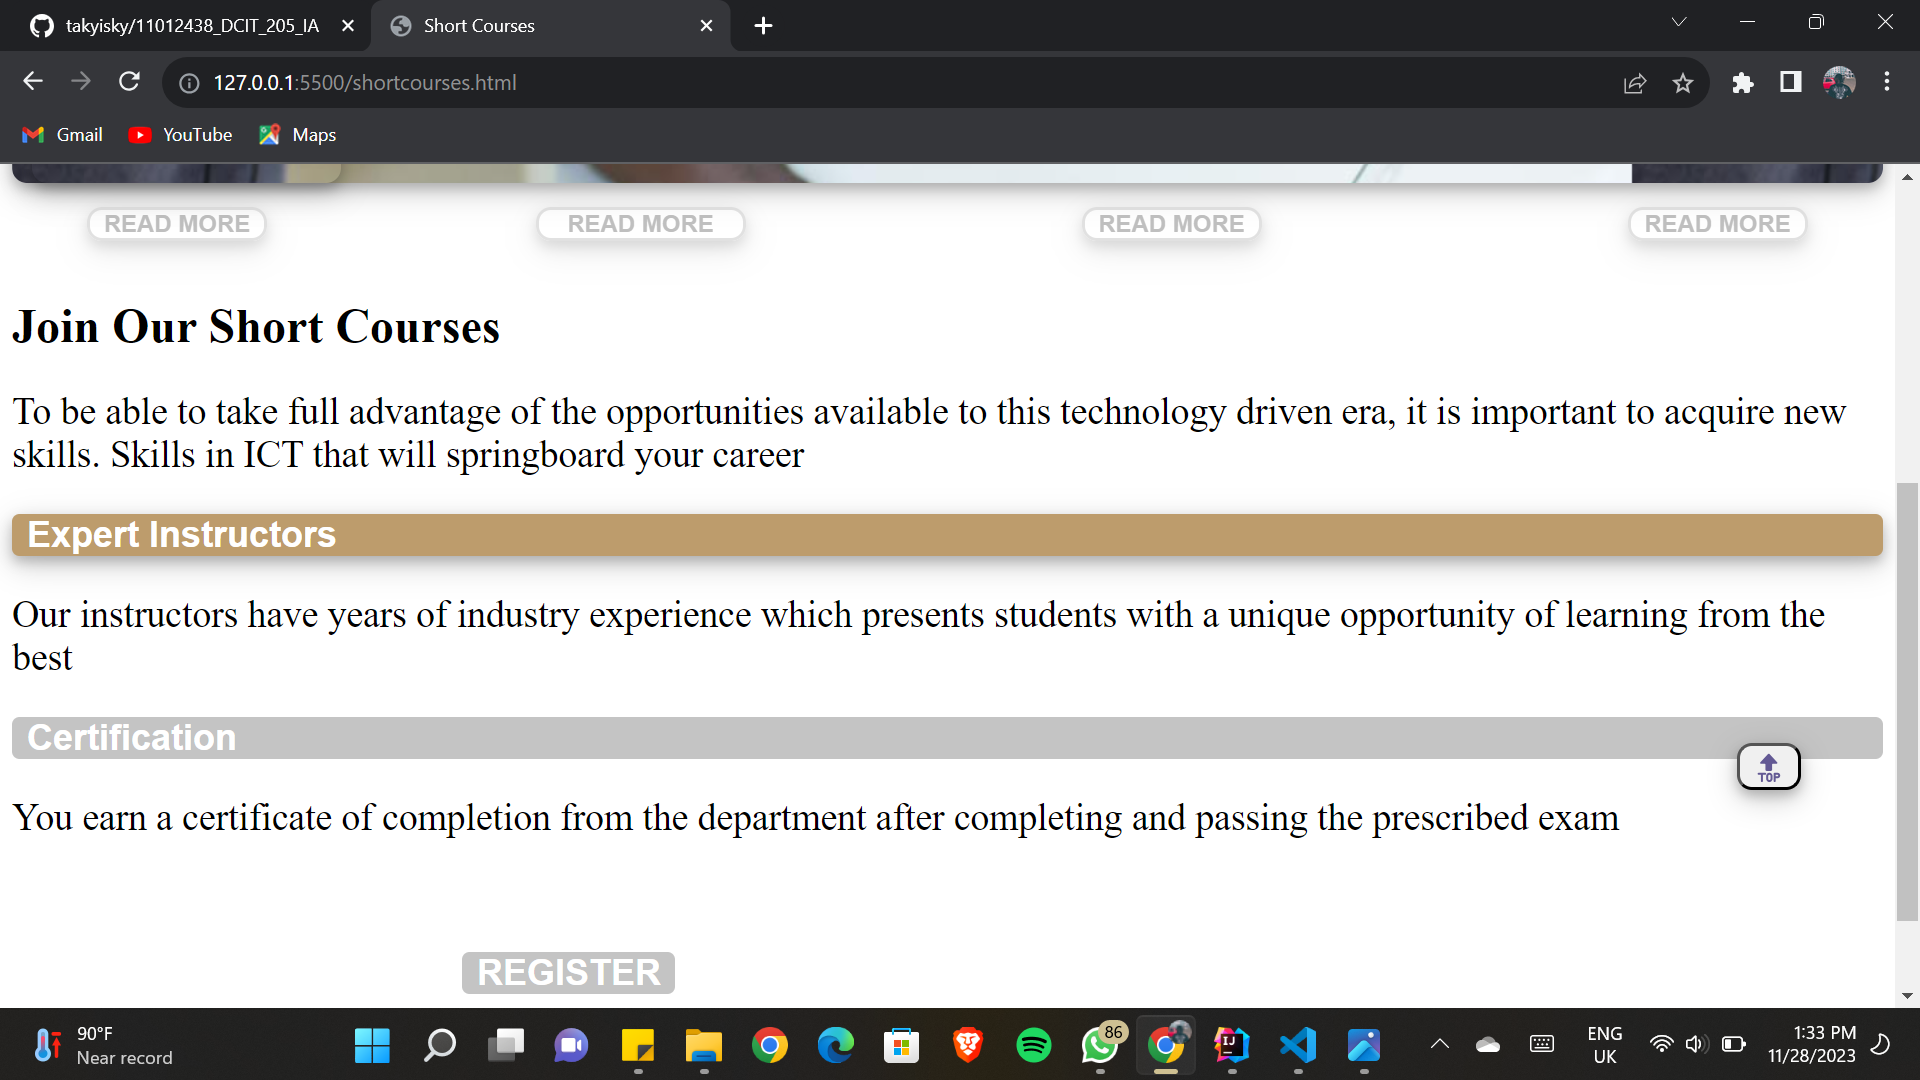 takyisky/11012438_DCIT_205_IA
Short Courses
127.0.0.1:5500/shortcourses.html
Gmail
YouTube
Maps
READ MORE
READ MORE
READ MORE
READ MORE
Join Our Short Courses
To be able to take full advantage of the opportunities available to this technology driven era, it is important to acquire new
skills. Skills in ICT that will springboard your career
Expert Instructors
Our instructors have years of industry experience which presents students with a unique opportunity of learning from the
best
Certification
TOP
You earn a certificate of completion from the department after completing and passing the prescribed exam
REGISTER
90°F
Near record
86
IJ
ENG
UK
1:33 PM
11/28/2023